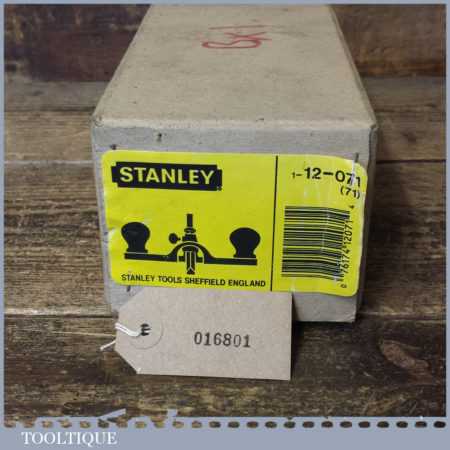 STANLEY
1-12-071
(71)
STANLEY TOOLS SHEFFIELD ENGLAND
016801
TOOLTIQUE